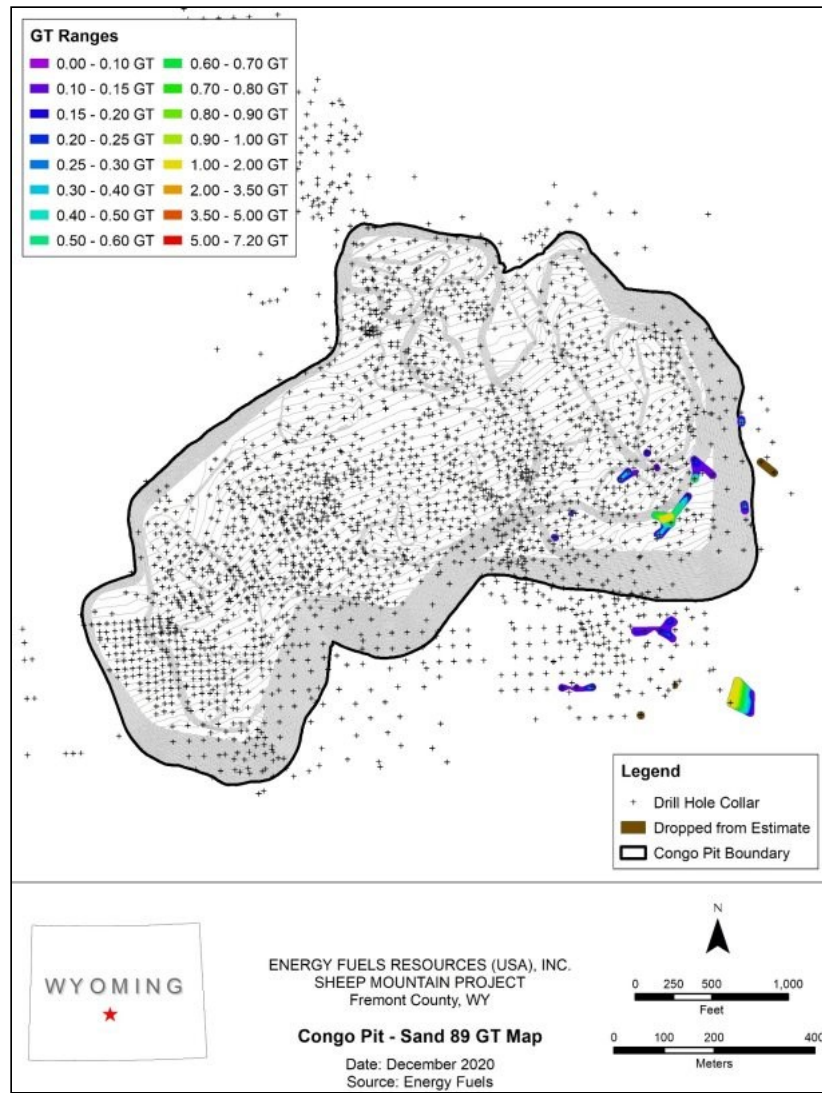 GT Ranges
0.00 - 0.10 GT
0.10 - 0.15 GT
0.15 - 0.20 GT
0.20 - 0.25 GT
0.25 - 0.30 GT
0.30 - 0.40 GT
0.40 - 0.50 GT
0.50 - 0.60 GT
0.60 - 0.70 GT
0.70 - 0.80 GT
0.80 - 0.90 GT
0.90 - 1.00 GT
1.00 - 2.00 GT
2.00 - 3.50 GT
3.50 - 5.00 GT
5.00 - 7.20 GT
Legend
Drill Hole Collar
Dropped from Estimate
Congo Pit Boundary
WYOMING
ENERGY FUELS RESOURCES (USA), INC.
SHEEP MOUNTAIN PROJECT
Fremont County, WY
Congo Pit - Sand 89 GT Map
Date: December 2020
Source: Energy Fuels
N
0 250 500 1,000
Feet
0 100 200 400
Meters